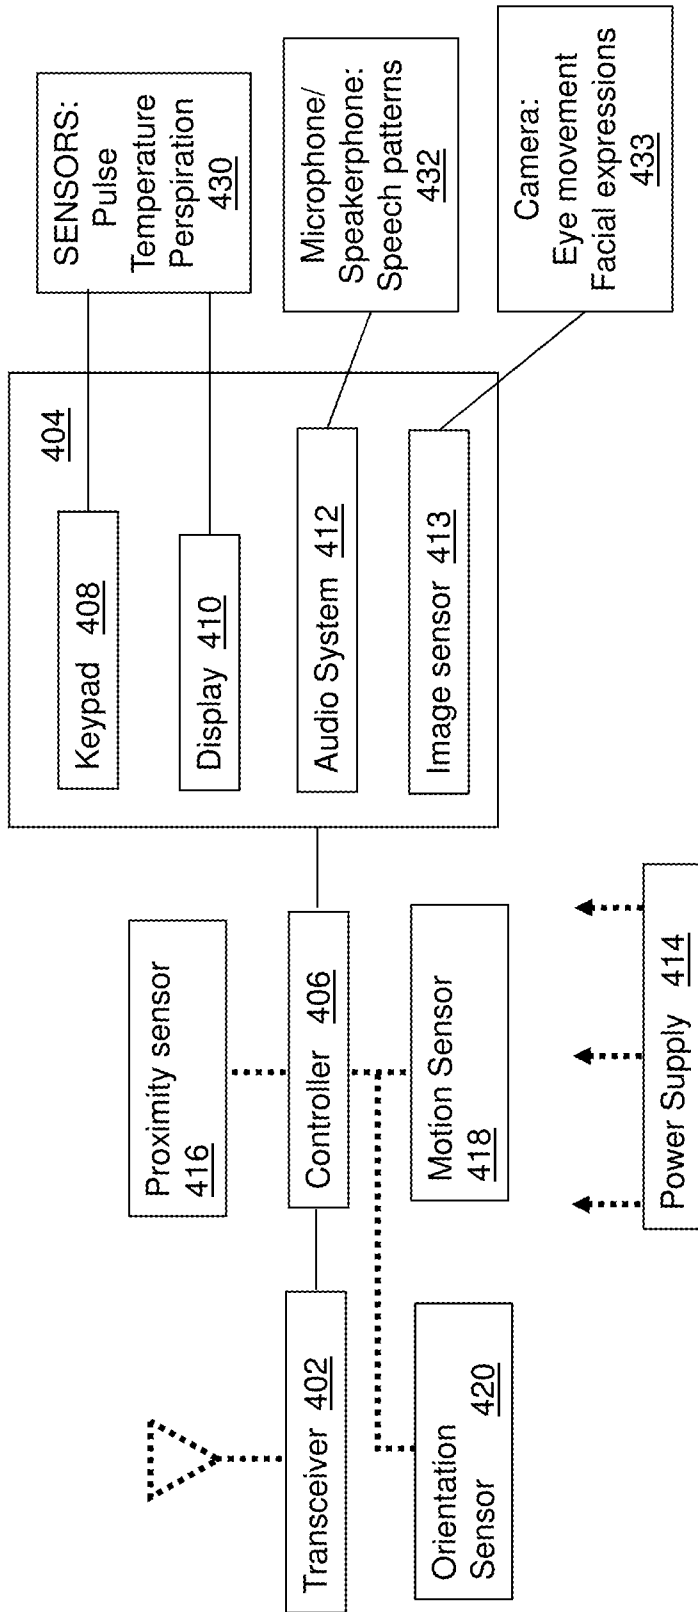 Transceiver 402
Orientation
Sensor 420
Proximity sensor
416
Controller 406
Motion Sensor
418
Power Supply 414
404
Keypad 408
Display 410
Audio System 412
Image sensor 413
SENSORS:
Pulse
Temperature
Perspiration
430
Microphone/
Speakerphone:
Speech patterns
432
Camera:
Eye movement
Facial expressions
433